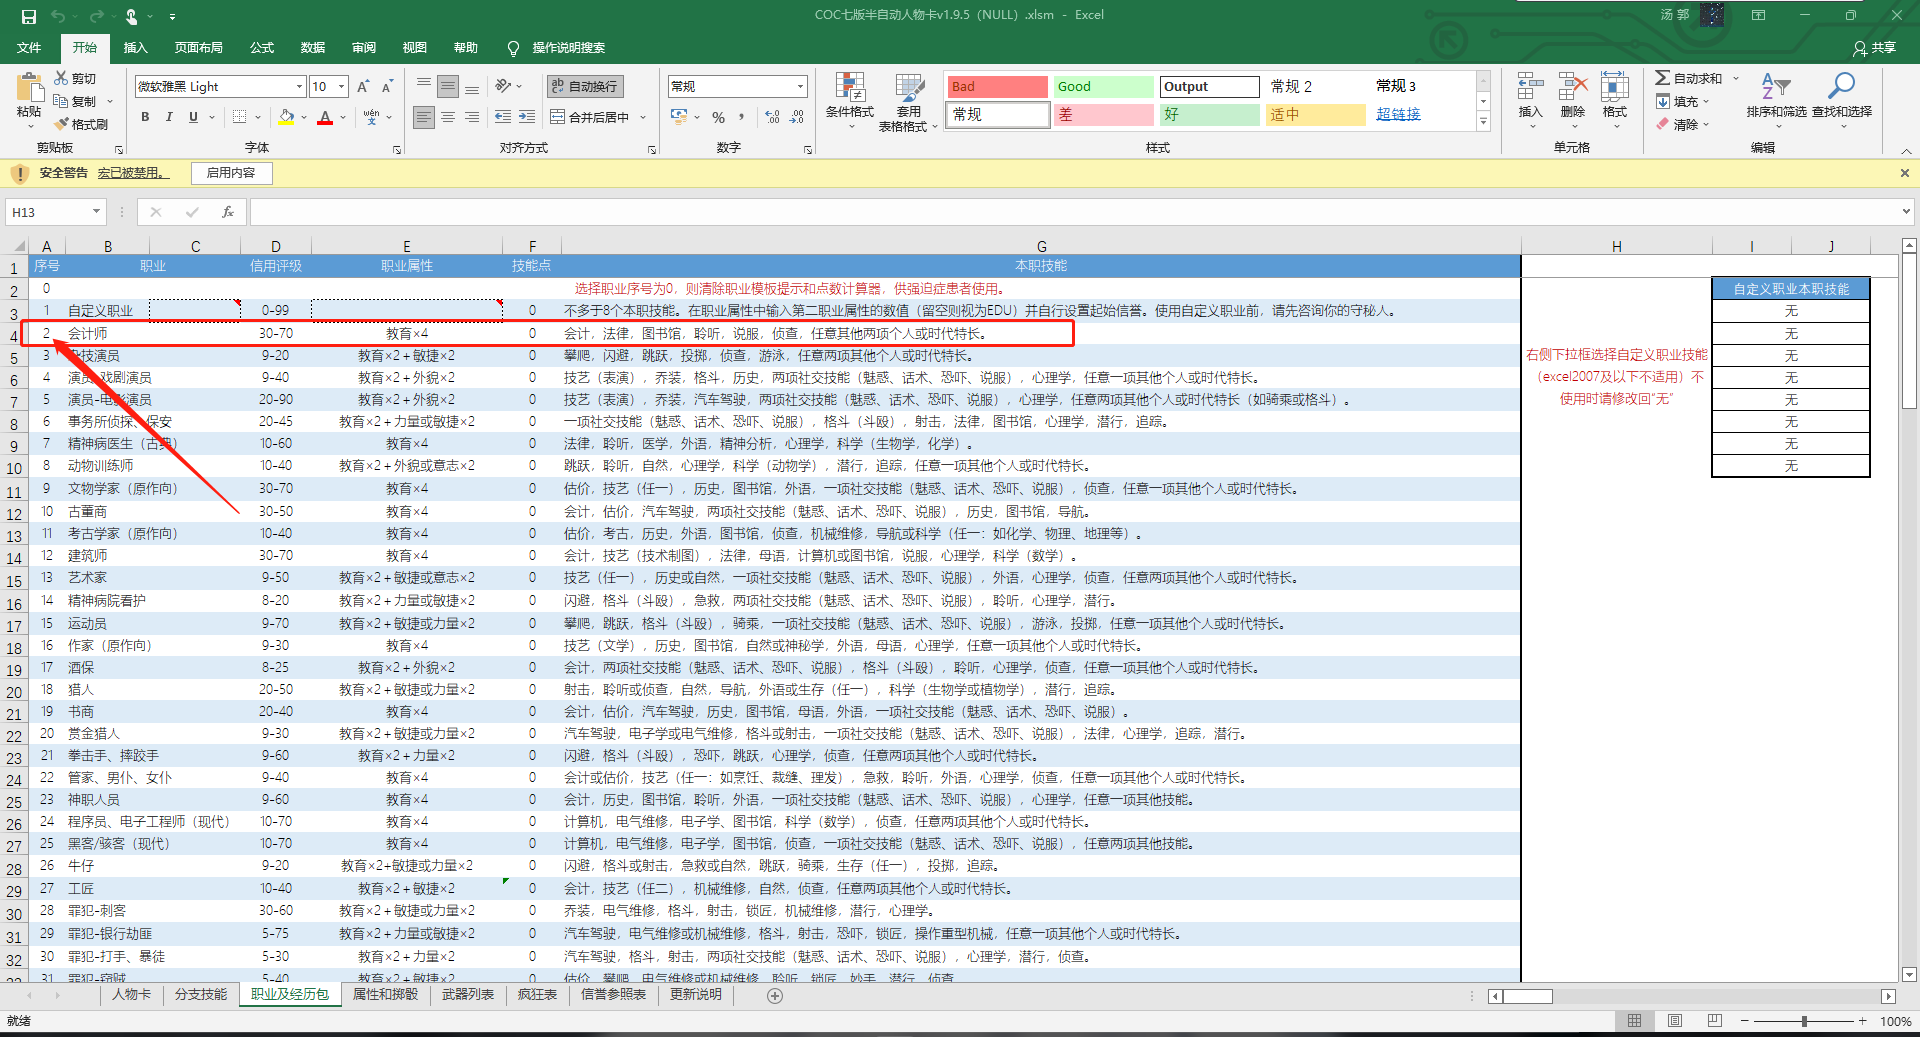 COC七版半自动人物卡v1.9.5（NULL）.xlsm - Excel
汤 郭
文件 开始 插入 页面布局 公式 数据 审阅 视图 帮助 操作说明搜索 共享
粘贴 剪切 复制 格式刷 剪贴板
微软雅黑 Light 10 B I U A wén 字体
自动换行 合并后居中 对齐方式
常规 % 数字
条件格式 套用 表格格式
Bad Good Output 常规 2 常规 3
常规 差 好 适中 超链接
样式
插入 删除 格式 单元格
自动求和 填充 清除 排序和筛选 查找和选择 编辑
安全警告 宏已被禁用。 启用内容
H13 fx
A B C D E F G H I J
1 序号 职业 信用评级 职业属性 技能点 本职技能
2 0 选择职业序号为0，则清除职业模板提示和点数计算器，供强迫症患者使用。 自定义职业本职技能
3 1 自定义职业 0-99 0 不多于8个本职技能。在职业属性中输入第二职业属性的数值（留空则视为EDU）并自行设置起始信誉。使用自定义职业前，请先咨询你的守秘人。 无
4 2 会计师 30-70 教育×4 0 会计，法律，图书馆，聆听，说服，侦查，任意其他两项个人或时代特长。 无
5 3 杂技演员 9-20 教育×2＋敏捷×2 0 攀爬，闪避，跳跃，投掷，侦查，游泳，任意两项其他个人或时代特长。 右侧下拉框选择自定义职业技能 无
6 4 演员-戏剧演员 9-40 教育×2＋外貌×2 0 技艺（表演），乔装，格斗，历史，两项社交技能（魅惑、话术、恐吓、说服），心理学，任意一项其他个人或时代特长。 （excel2007及以下不适用）不 无
7 5 演员-电影演员 20-90 教育×2＋外貌×2 0 技艺（表演），乔装，汽车驾驶，两项社交技能（魅惑、话术、恐吓、说服），心理学，任意两项其他个人或时代特长（如骑乘或格斗）。 使用时请修改回"无" 无
8 6 事务所侦探、保安 20-45 教育×2＋力量或敏捷×2 0 一项社交技能（魅惑、话术、恐吓、说服），格斗（斗殴），射击，法律，图书馆，心理学，潜行，追踪。 无
9 7 精神病医生（古典） 10-60 教育×4 0 法律，聆听，医学，外语，精神分析，心理学，科学（生物学，化学）。 无
10 8 动物训练师 10-40 教育×2＋外貌或意志×2 0 跳跃，聆听，自然，心理学，科学（动物学），潜行，追踪，任意一项其他个人或时代特长。 无
11 9 文物学家（原作向） 30-70 教育×4 0 估价，技艺（任一），历史，图书馆，外语，一项社交技能（魅惑、话术、恐吓、说服），侦查，任意一项其他个人或时代特长。
12 10 古董商 30-50 教育×4 0 会计，估价，汽车驾驶，两项社交技能（魅惑、话术、恐吓、说服），历史，图书馆，导航。
13 11 考古学家（原作向） 10-40 教育×4 0 估价，考古，历史，外语，图书馆，侦查，机械维修，导航或科学（任一：如化学、物理、地理等）。
14 12 建筑师 30-70 教育×4 0 会计，技艺（技术制图），法律，母语，计算机或图书馆，说服，心理学，科学（数学）。
15 13 艺术家 9-50 教育×2＋敏捷或意志×2 0 技艺（任一），历史或自然，一项社交技能（魅惑、话术、恐吓、说服），外语，心理学，侦查，任意两项其他个人或时代特长。
16 14 精神病院看护 8-20 教育×2＋力量或敏捷×2 0 闪避，格斗（斗殴），急救，两项社交技能（魅惑、话术、恐吓、说服），聆听，心理学，潜行。
17 15 运动员 9-70 教育×2＋敏捷或力量×2 0 攀爬，跳跃，格斗（斗殴），骑乘，一项社交技能（魅惑、话术、恐吓、说服），游泳，投掷，任意一项其他个人或时代特长。
18 16 作家（原作向） 9-30 教育×4 0 技艺（文学），历史，图书馆，自然或神秘学，外语，母语，心理学，任意一项其他个人或时代特长。
19 17 酒保 8-25 教育×2＋外貌×2 0 会计，两项社交技能（魅惑、话术、恐吓、说服），格斗（斗殴），聆听，心理学，侦查，任意一项其他个人或时代特长。
20 18 猎人 20-50 教育×2＋敏捷或力量×2 0 射击，聆听或侦查，自然，导航，外语或生存（任一），科学（生物学或植物学），潜行，追踪。
21 19 书商 20-40 教育×4 0 会计，估价，汽车驾驶，历史，图书馆，母语，外语，一项社交技能（魅惑、话术、恐吓、说服）。
22 20 赏金猎人 9-30 教育×2＋敏捷或力量×2 0 汽车驾驶，电子学或电气维修，格斗或射击，一项社交技能（魅惑、话术、恐吓、说服），法律，心理学，追踪，潜行。
23 21 拳击手、摔跤手 9-60 教育×2＋力量×2 0 闪避，格斗（斗殴），恐吓，跳跃，心理学，侦查，任意两项其他个人或时代特长。
24 22 管家、男仆、女仆 9-40 教育×4 0 会计或估价，技艺（任一：如烹饪、裁缝、理发），急救，聆听，外语，心理学，侦查，任意一项其他个人或时代特长。
25 23 神职人员 9-60 教育×4 0 会计，历史，图书馆，聆听，外语，一项社交技能（魅惑、话术、恐吓、说服），心理学，任意一项其他技能。
26 24 程序员、电子工程师（现代） 10-70 教育×4 0 计算机，电气维修，电子学、图书馆，科学（数学），侦查，任意两项其他个人或时代特长。
27 25 黑客/骇客（现代） 10-70 教育×4 0 计算机，电气维修，电子学，图书馆，侦查，一项社交技能（魅惑、话术、恐吓、说服），任意两项其他技能。
28 26 牛仔 9-20 教育×2+敏捷或力量×2 0 闪避，格斗或射击，急救或自然，跳跃，骑乘，生存（任一），投掷，追踪。
29 27 工匠 10-40 教育×2＋敏捷×2 0 会计，技艺（任二），机械维修，自然，侦查，任意两项其他个人或时代特长。
30 28 罪犯-刺客 30-60 教育×2＋敏捷或力量×2 0 乔装，电气维修，格斗，射击，锁匠，机械维修，潜行，心理学。
31 29 罪犯-银行劫匪 5-75 教育×2＋力量或敏捷×2 0 汽车驾驶，电气维修或机械维修，格斗，射击，恐吓，锁匠，操作重型机械，任意一项其他个人或时代特长。
32 30 罪犯-打手、暴徒 5-30 教育×2＋力量×2 0 汽车驾驶，格斗，射击，两项社交技能（魅惑、话术、恐吓、说服），心理学，潜行，侦查。
31 罪犯-窃贼 5-40 教育×2＋敏捷×2 0 估价，攀爬，电气维修或机械维修，聆听，锁匠，妙手，潜行，侦查
人物卡 分支技能 职业及经历包 属性和掷骰 武器列表 疯狂表 信誉参照表 更新说明
就绪 100%